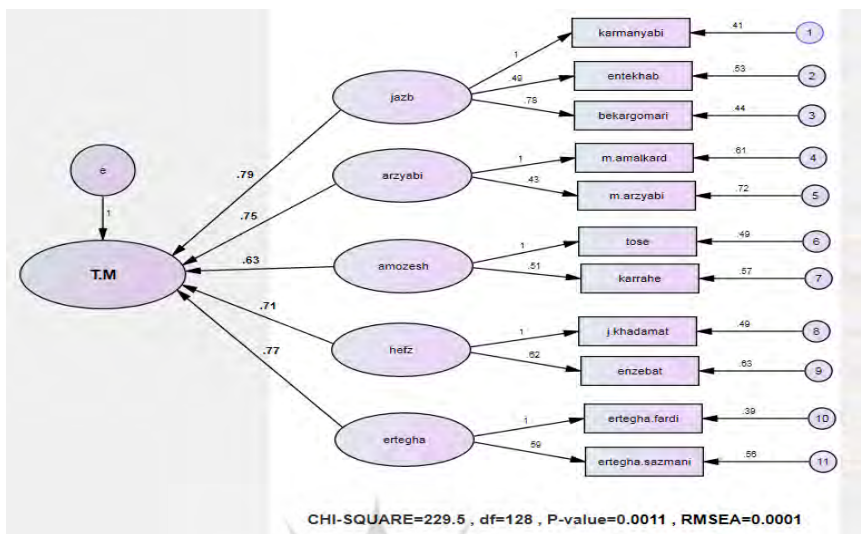 karmanyabi
.41
1
1
entekhab
.53
2
.49
jazb
bekargomari
.44
3
.78
e
.79
arzyabi
m.amalkard
.61
4
1
m.arzyabi
.72
5
.43
1
.75
T.M
.63
amozesh
tose
.49
6
1
karrahe
.57
7
.51
.71
hefz
j.khadamat
.49
8
1
enzebat
.63
9
.62
.77
ertegha
ertegha.fardi
.39
10
1
ertegha.sazmani
.56
11
.59
CHI-SQUARE=229.5 , df=128 , P-value=0.0011 , RMSEA=0.0001